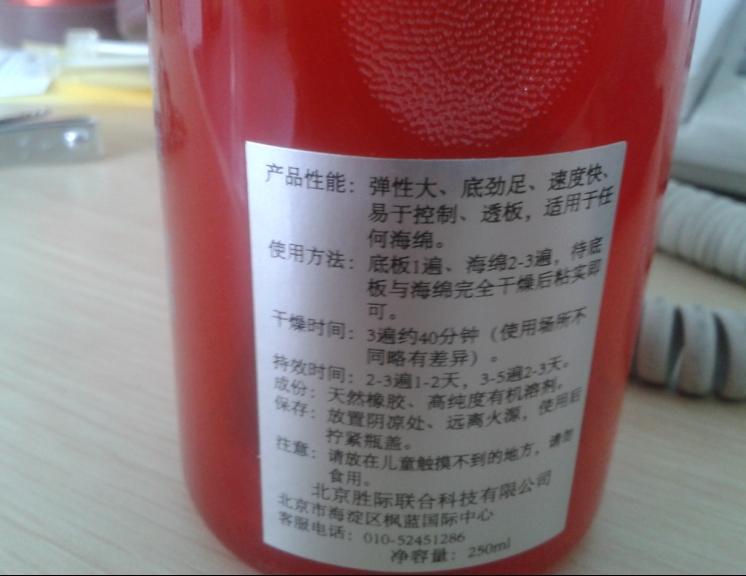 产品性能：弹性大、底劲足、速度快、
易于控制、透板，适用于任
何海绵。
使用方法：底板1遍、海绵2-3遍，待底
板与海绵完全干燥后粘实即
可。
干燥时间：3遍约40分钟（使用场所不
同略有差异）。
持效时间：2-3遍1-2天，3-5遍2-3天。
成份：天然橡胶、高纯度有机溶剂。
保存：放置阴凉处、远离火源，使用后
拧紧瓶盖。
注意：请放在儿童触摸不到的地方，请勿
食用。
北京胜际联合科技有限公司
北京市海淀区枫蓝国际中心
客服电话：010-52451286
净容量：250ml